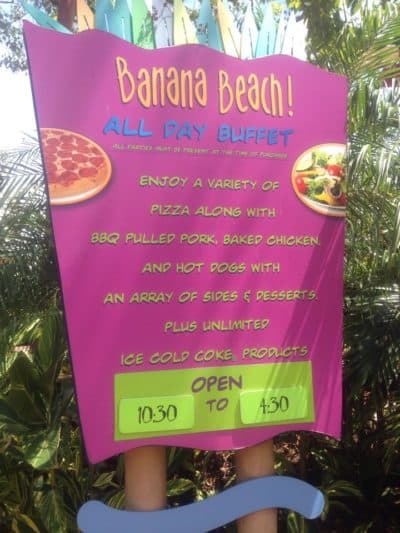 Banana Beach!
ALL DAY BUFFET
ALL PARTIES MUST BE PRESENT AT THE TIME OF PURCHASE
ENJOY A VARIETY OF
PIZZA ALONG WITH
BBQ PULLED PORK, BAKED CHICKEN,
AND HOT DOGS WITH
AN ARRAY OF SIDES & DESSERTS.
PLUS UNLIMITED
ICE COLD COKE, PRODUCTS
OPEN
10:30 TO 4:30